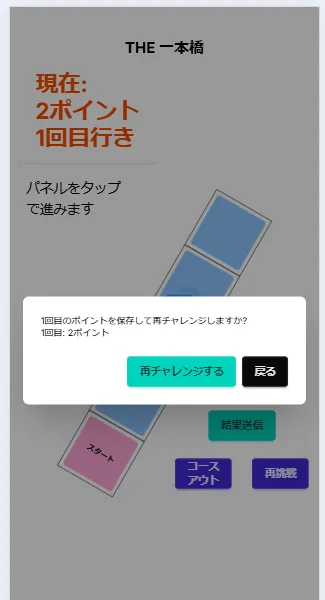 THE 一本橋
現在:
2ポイント
1回目行き
パネルをタップ
で進みます
1回目のポイントを保存して再チャレンジしますか?
1回目: 2ポイント
再チャレンジする
戻る
結果送信
スタート
コース
アウト
再挑戦